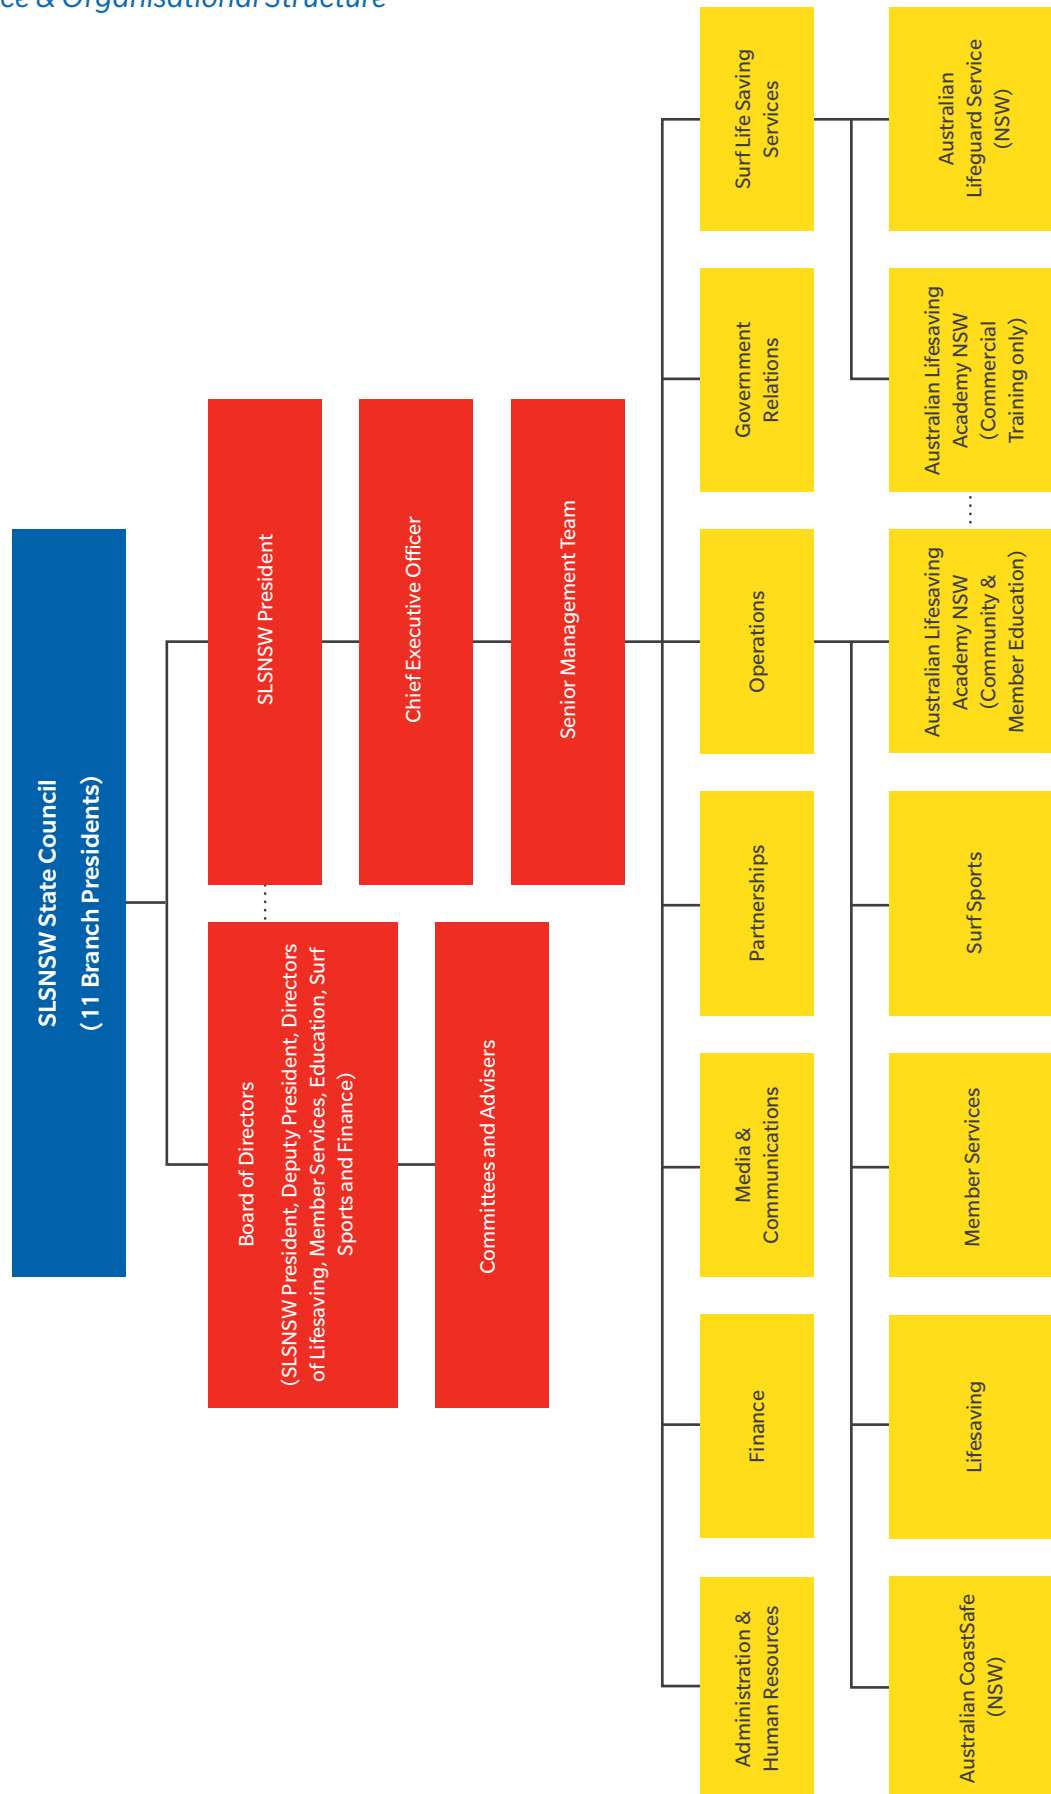 ce & Organisational Structure
SLSNSW State Council
(11 Branch Presidents)
Board of Directors
(SLSNSW President, Deputy President, Directors
of Lifesaving, Member Services, Education, Surf
Sports and Finance)
SLSNSW President
Committees and Advisers
Chief Executive Officer
Senior Management Team
Administration &
Human Resources
Finance
Media &
Communications
Partnerships
Operations
Government
Relations
Surf Life Saving
Services
Australian CoastSafe
(NSW)
Lifesaving
Member Services
Surf Sports
Australian Lifesaving
Academy NSW
(Community &
Member Education)
Australian Lifesaving
Academy NSW
(Commercial
Training only)
Australian
Lifeguard Service
(NSW)